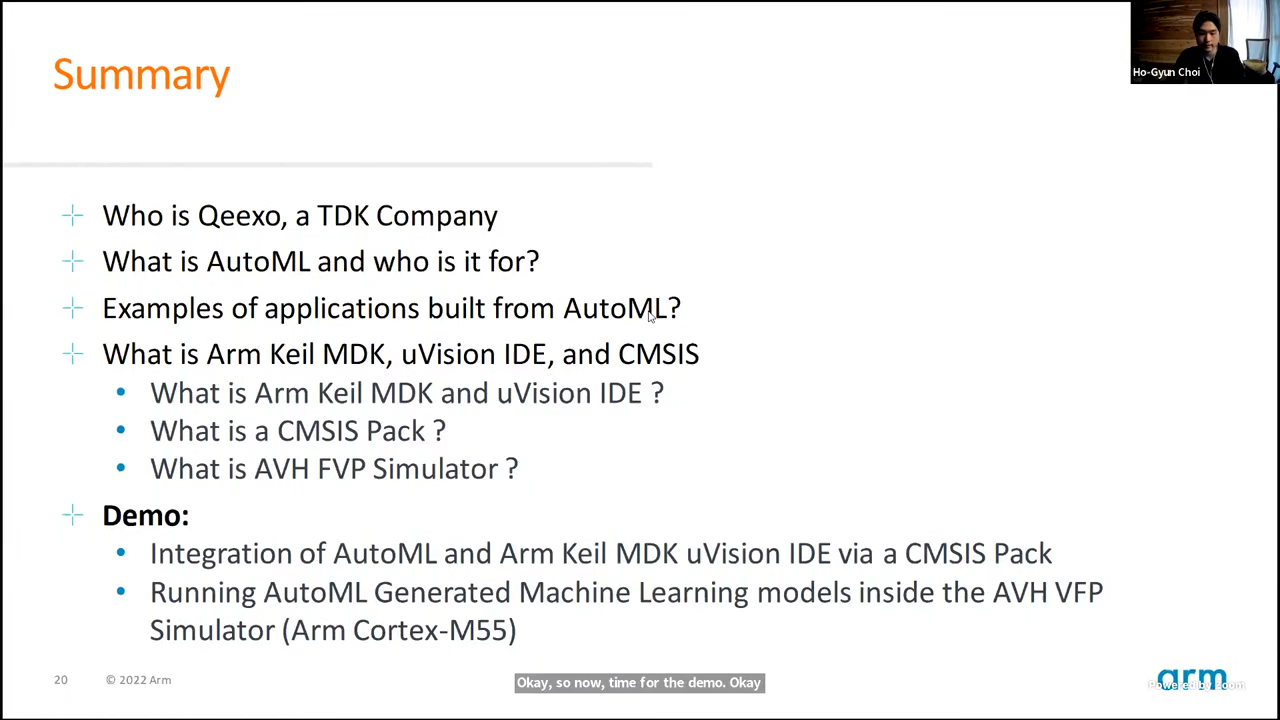 Summary
Ho-Gyun Choi
Who is Qeexo, a TDK Company
What is AutoML and who is it for?
Examples of applications built from AutoML?
What is Arm Keil MDK, uVision IDE, and CMSIS
• What is Arm Keil MDK and uVision IDE ?
• What is a CMSIS Pack ?
• What is AVH FVP Simulator ?
Demo:
• Integration of AutoML and Arm Keil MDK uVision IDE via a CMSIS Pack
• Running AutoML Generated Machine Learning models inside the AVH VFP
Simulator (Arm Cortex-M55)
20 © 2022 Arm
Okay, so now, time for the demo. Okay
arm
Powered by Zoom